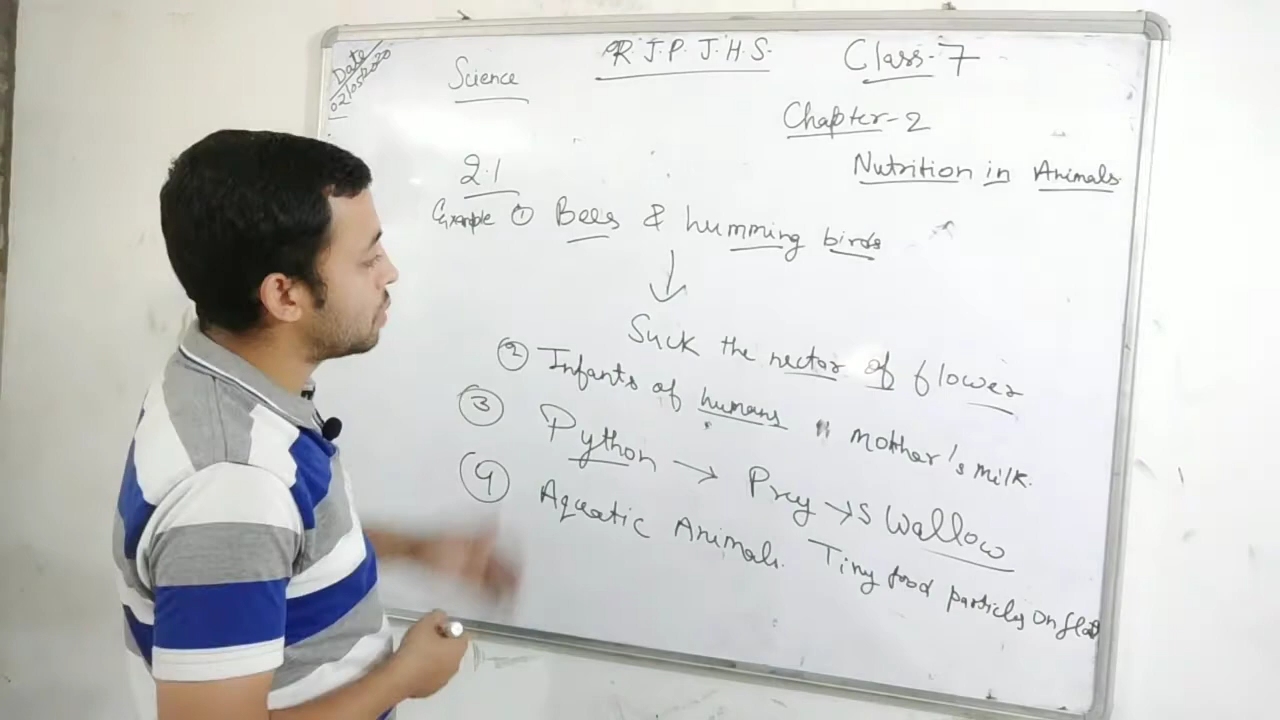 Date
02/05/2020
Science
R.J.P. J.H.S.
Class-7
Chapter-2
Nutrition in Animals
2.1
Example ① Bees & humming birds
↓
Suck the nectar of flower
② Infants of humans " mother's milk.
③ Python → Prey → Swallow
④ Aquatic Animals. Tiny food particles on float